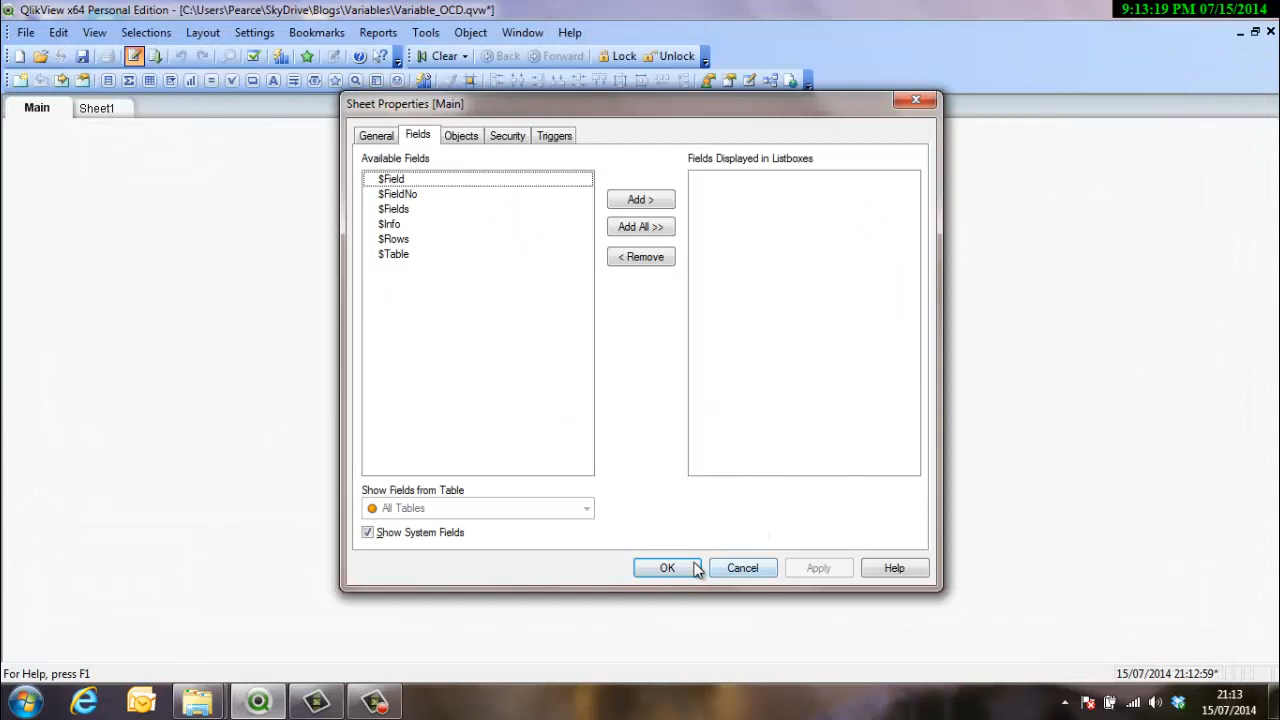 QlikView x64 Personal Edition - [C:\Users\Pearce\SkyDrive\Blogs\Variables\Variable_OCD.qvw*]
9:13:19 PM 07/15/2014
File Edit View Selections Layout Settings Bookmarks Reports Tools Object Window Help
Clear Back Forward Lock Unlock
Main Sheet1
Sheet Properties [Main]
General Fields Objects Security Triggers
Available Fields
Fields Displayed in Listboxes
$Field
$FieldNo
$Fields
$Info
$Rows
$Table
Add >
Add All >>
< Remove
Show Fields from Table
All Tables
Show System Fields
OK Cancel Apply Help
For Help, press F1
15/07/2014 21:12:59*
21:13
15/07/2014